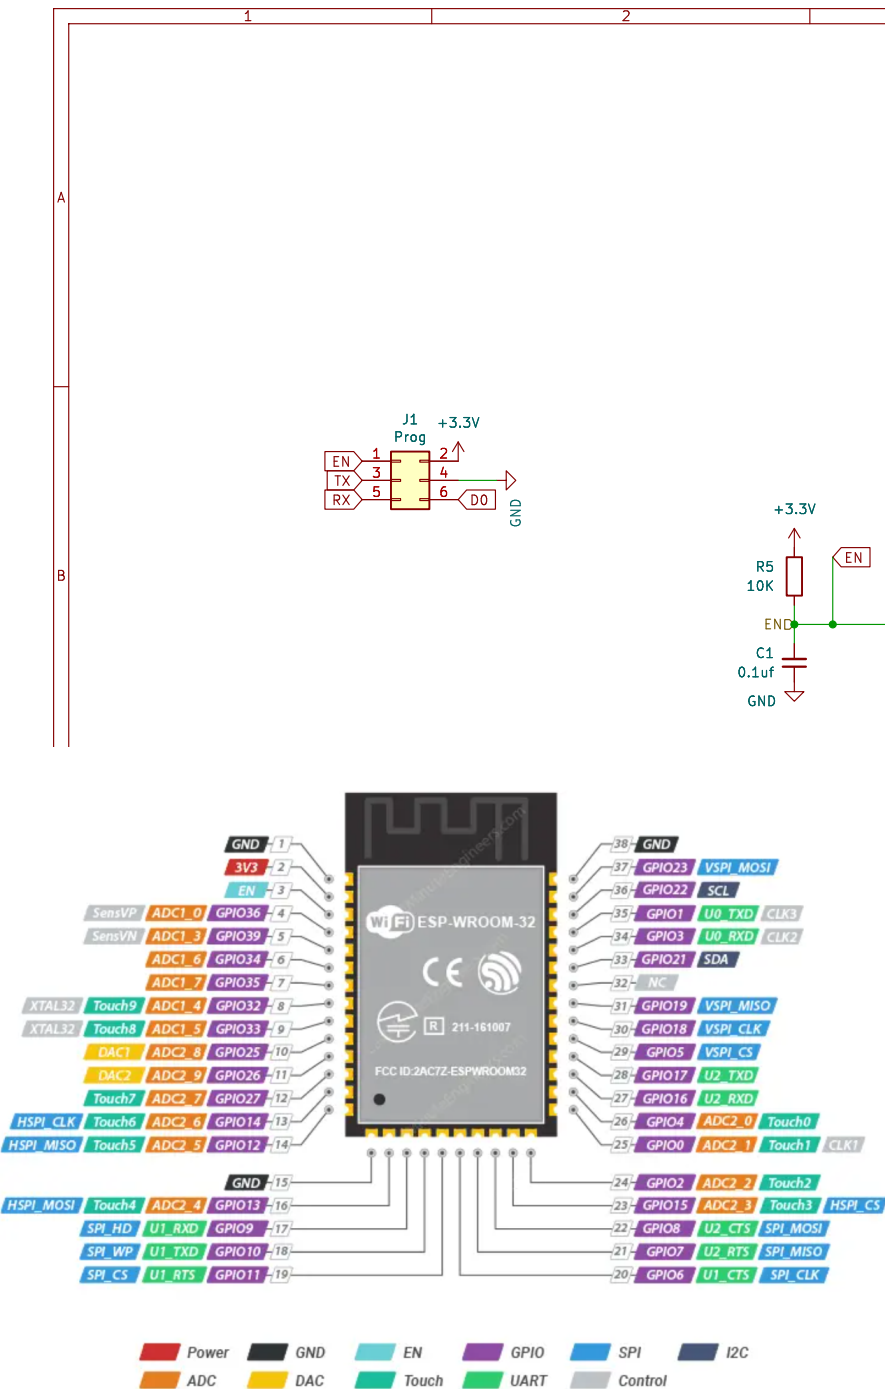 1 2
A
J1 +3.3V
Prog
EN 1 2
TX 3 4
RX 5 6 D0
GND
+3.3V
EN
B
R5
10K
END
C1
0.1uf
GND
GND 1 38 GND
3V3 2 37 GPIO23 VSPI_MOSI
EN 3 36 GPIO22 SCL
SensVP ADC1_0 GPIO36 4 35 GPIO1 U0_TXD CLK3
SensVN ADC1_3 GPIO39 5 34 GPIO3 U0_RXD CLK2
ADC1_6 GPIO34 6 33 GPIO21 SDA
ADC1_7 GPIO35 7 32 NC
XTAL32 Touch9 ADC1_4 GPIO32 8 31 GPIO19 VSPI_MISO
XTAL32 Touch8 ADC1_5 GPIO33 9 30 GPIO18 VSPI_CLK
DAC1 ADC2_8 GPIO25 10 29 GPIO5 VSPI_CS
DAC2 ADC2_9 GPIO26 11 28 GPIO17 U2_TXD
Touch7 ADC2_7 GPIO27 12 27 GPIO16 U2_RXD
HSPI_CLK Touch6 ADC2_6 GPIO14 13 26 GPIO4 ADC2_0 Touch0
HSPI_MISO Touch5 ADC2_5 GPIO12 14 25 GPIO0 ADC2_1 Touch1 CLK1
WiFi ESP-WROOM-32
CE
R 211-161007
FCC ID:2AC7Z-ESPWROOM32
GND 15 24 GPIO2 ADC2_2 Touch2
HSPI_MOSI Touch4 ADC2_4 GPIO13 16 23 GPIO15 ADC2_3 Touch3 HSPI_CS
SPI_HD U1_RXD GPIO9 17 22 GPIO8 U2_CTS SPI_MOSI
SPI_WP U1_TXD GPIO10 18 21 GPIO7 U2_RTS SPI_MISO
SPI_CS U1_RTS GPIO11 19 20 GPIO6 U1_CTS SPI_CLK
Power GND EN GPIO SPI I2C
ADC DAC Touch UART Control